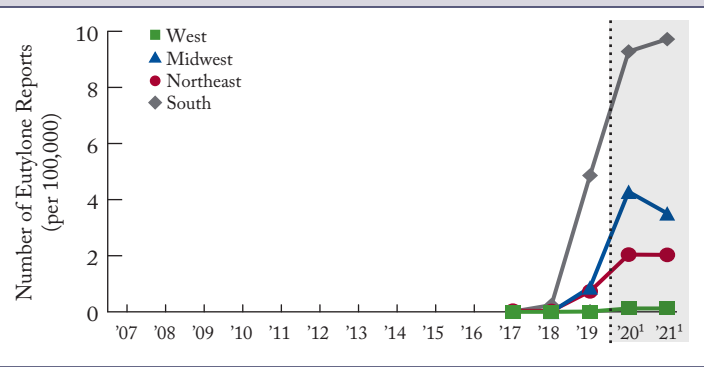 Number of Eutylone Reports
(per 100,000)
10
8
6
4
2
0
West
Midwest
Northeast
South
’07 ’08 ’09 ’10 ’11 ’12 ’13 ’14 ’15 ’16 ’17 ’18 ’19 ’20¹ ’21¹